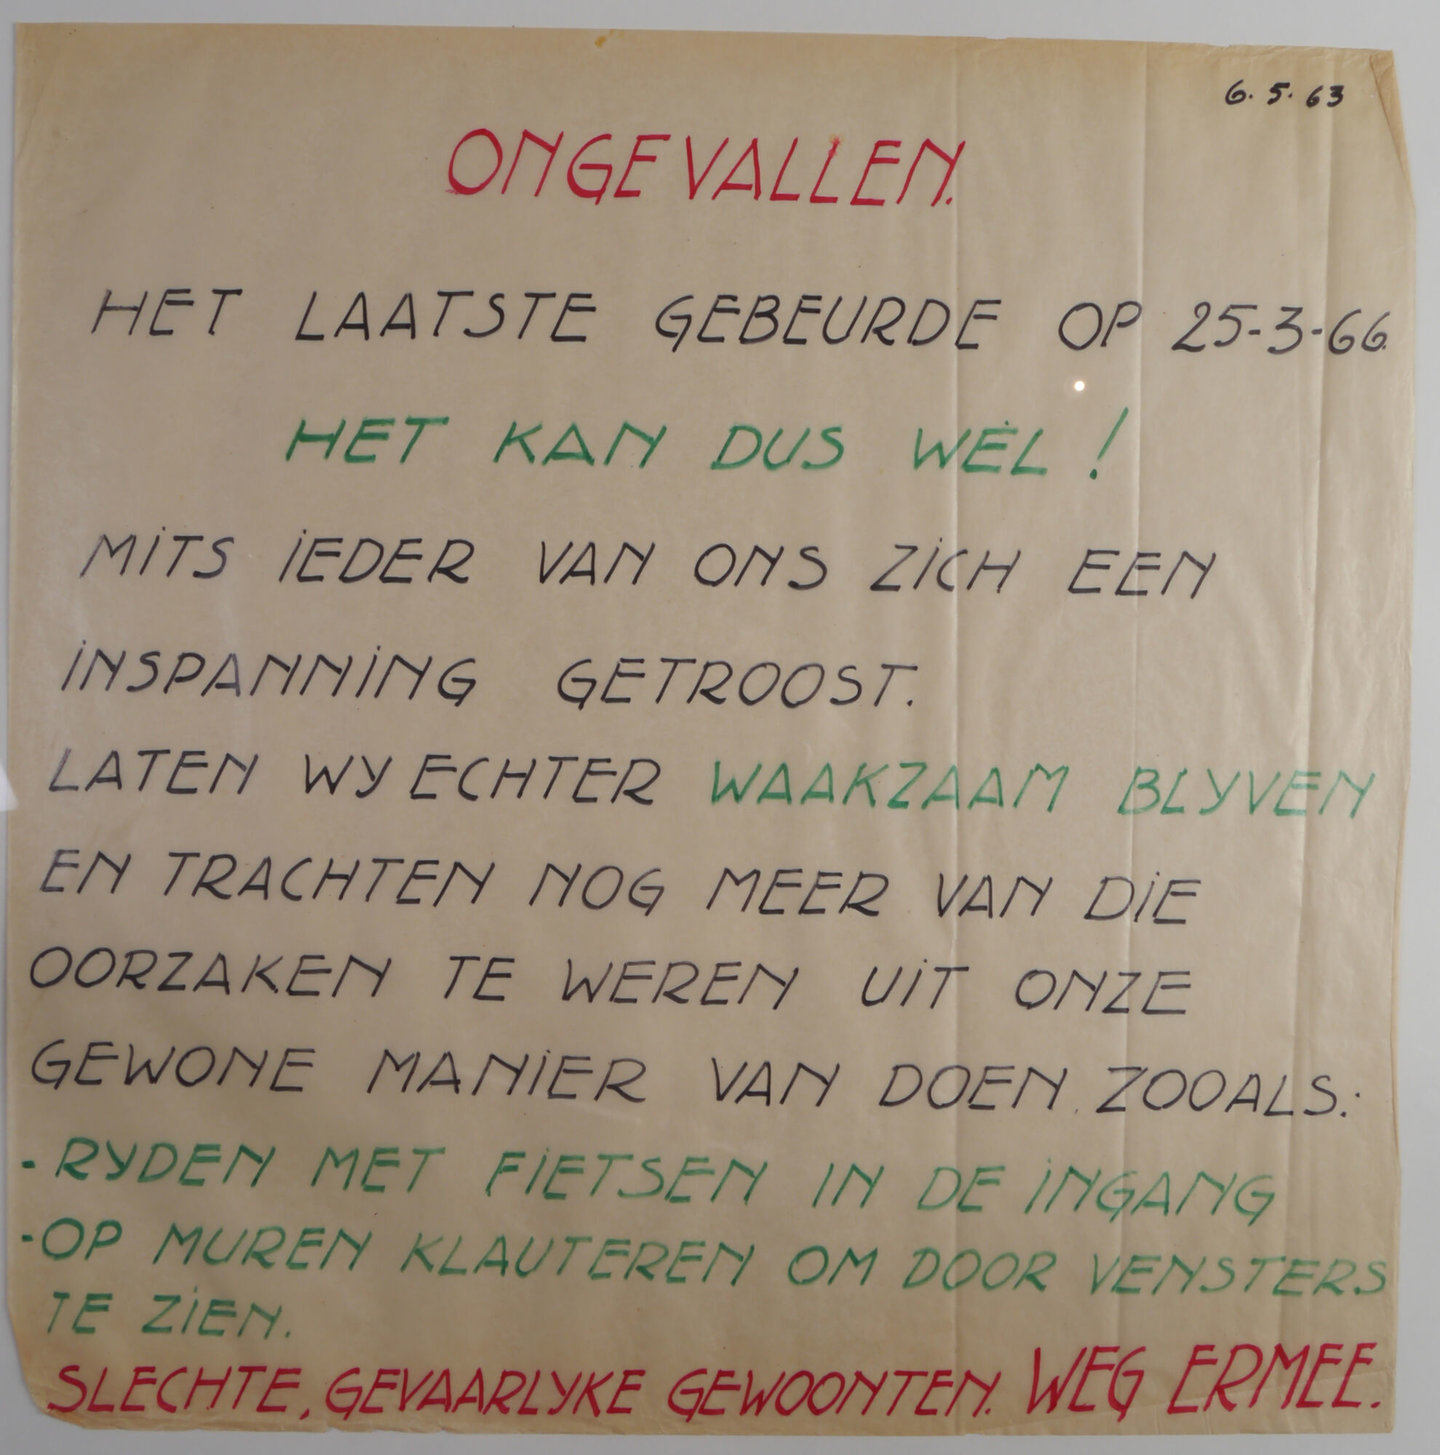 6.5.63
ONGEVALLEN.
HET LAATSTE GEBEURDE OP 25-3-66.
HET KAN DUS WÈL!
MiTS iEDER VAN ONS ZiCH EEN
iNSPANNiNG GETROOST.
LATEN WY ECHTER WAAKZAAM BLYVEN
EN TRACHTEN NOG MEER VAN DiE
OORZAKEN TE WEREN UiT ONZE
GEWONE MANiER VAN DOEN. ZOOALS:
- RYDEN MET FiETSEN IN DE iNGANG
- OP MUREN KLAUTEREN OM DOOR VENSTERS
TE ZiEN.
SLECHTE, GEVAARLYKE GEWOONTEN. WEG ERMEE.